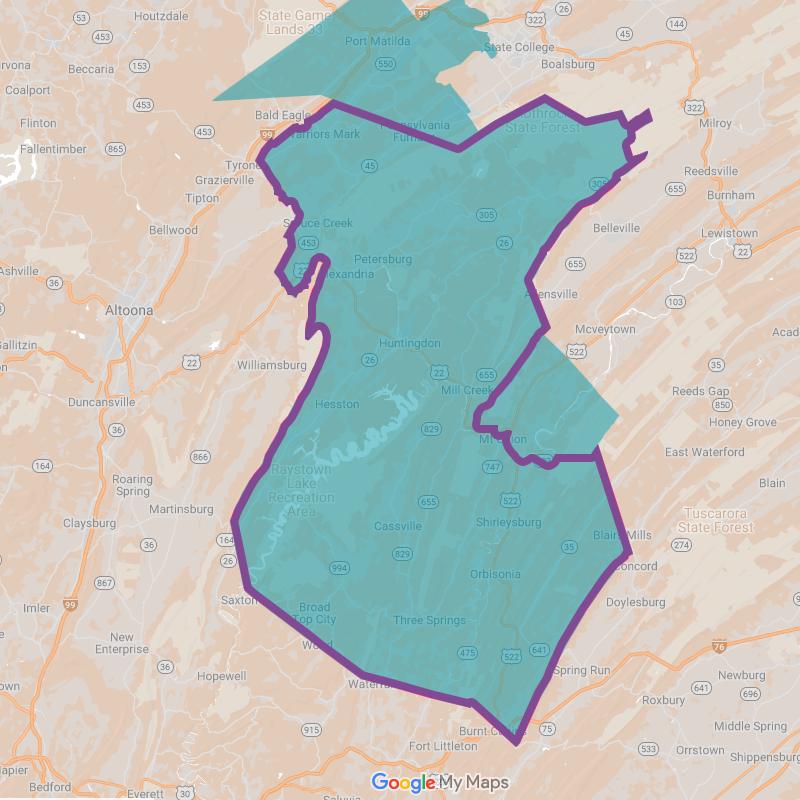 Houtzdale
State Game
Lands 33
99
322
26
144
53
Port Matilda
State College
45
453
Beccaria
153
550
Boalsburg
Coalport
453
Bald Eagle
322
Flinton
453
99
Warriors Mark
Pennsylvania
Furnace
Rothrock
State Forest
Milroy
Fallentimber
865
Tyrone
45
Reedsville
Grazierville
305
655
Burnham
Tipton
Bellwood
Spruce Creek
305
Belleville
Lewistown
453
26
522
22
Ashville
36
22
Alexandria
Petersburg
655
Allensville
103
Altoona
Gallitzin
Huntingdon
Mcveytown
522
22
Williamsburg
26
22
655
35
Reeds Gap
Duncansville
Hesston
Mill Creek
850
Honey Grove
36
829
Mt Union
East Waterford
164
866
Raystown
Lake
Recreation
Area
747
Roaring
Spring
655
522
Blain
Martinsburg
Tuscarora
State Forest
Claysburg
Cassville
Shirleysburg
36
164
829
35
Blairs Mills
274
26
994
Orbisonia
Concord
867
Saxton
Doylesburg
Imler
99
Broad
Top City
Three Springs
New
Enterprise
Wood
641
76
36
475
522
Hopewell
Spring Run
Newburg
Waterfall
641
696
Roxbury
915
Burnt Cabins
75
Middle Spring
Fort Littleton
533
Orrstown
Shippensburg
Bedford
Everett
30
Google My Maps